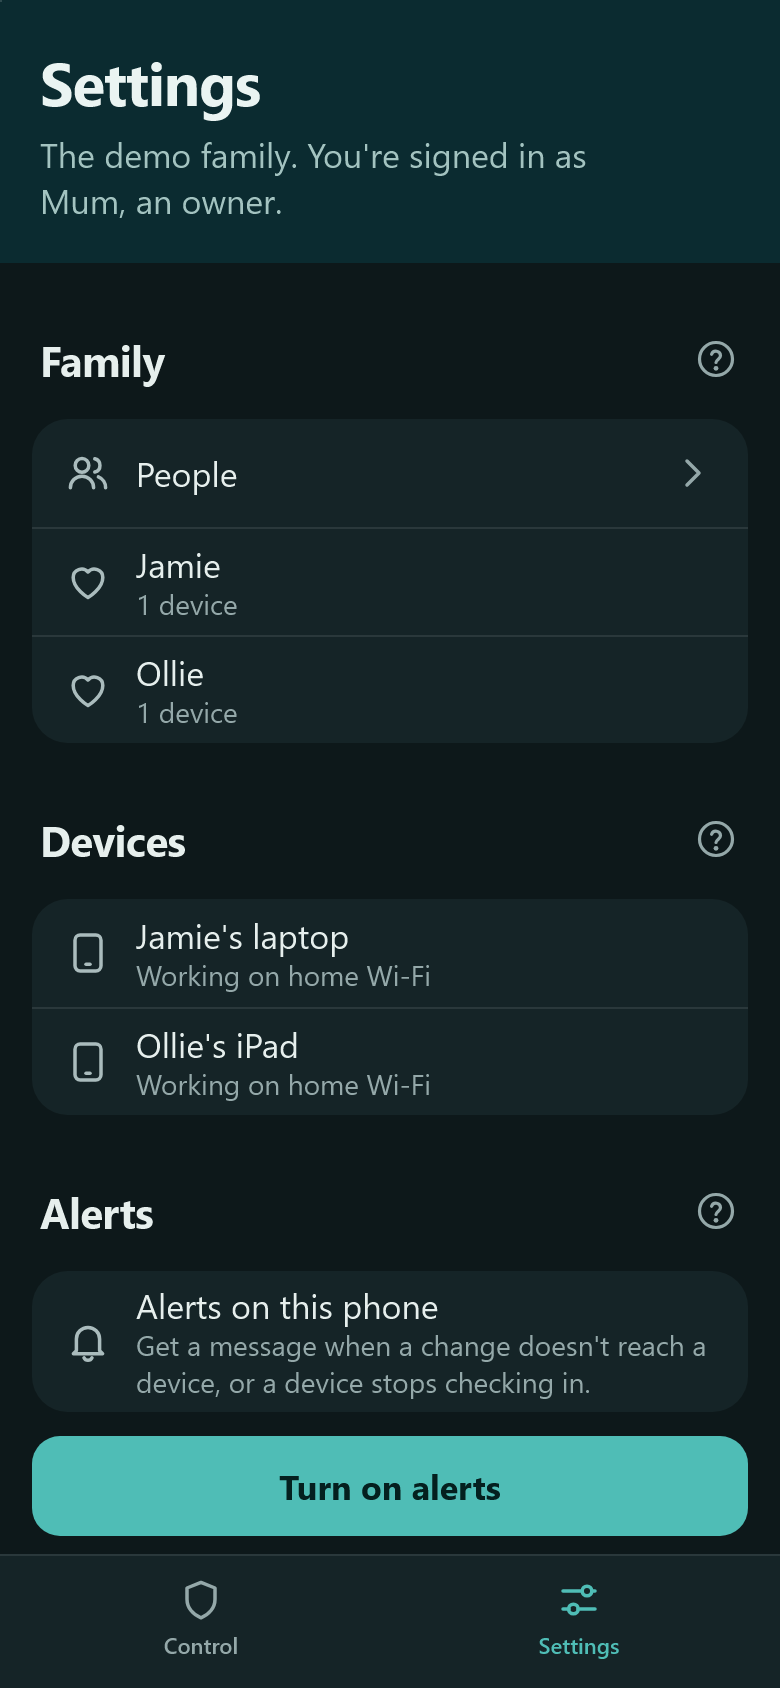 Settings
The demo family. You're signed in as
Mum, an owner.
Family
People
Jamie
1 device
Ollie
1 device
Devices
Jamie's laptop
Working on home Wi-Fi
Ollie's iPad
Working on home Wi-Fi
Alerts
Alerts on this phone
Get a message when a change doesn't reach a
device, or a device stops checking in.
Turn on alerts
Control
Settings